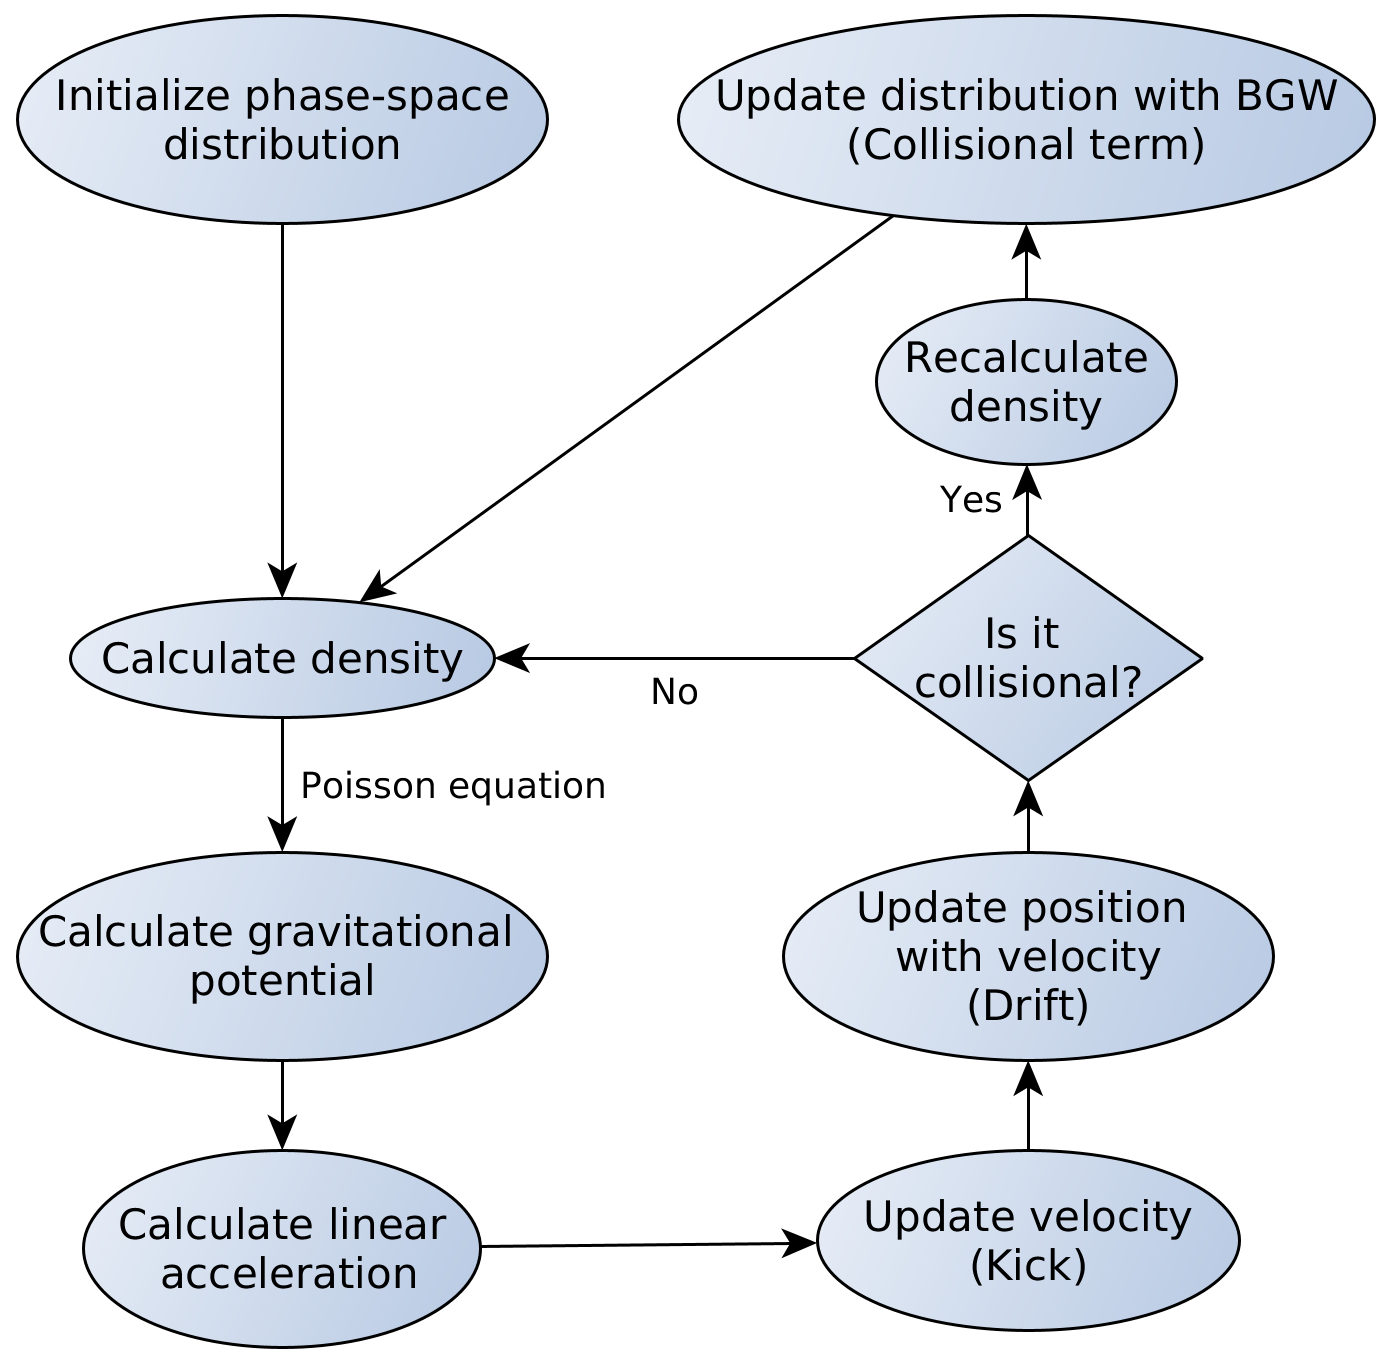 Initialize phase-space
distribution
Update distribution with BGW
(Collisional term)
Recalculate
density
Yes
Is it
collisional?
No
Calculate density
Poisson equation
Calculate gravitational
potential
Update position
with velocity
(Drift)
Calculate linear
acceleration
Update velocity
(Kick)